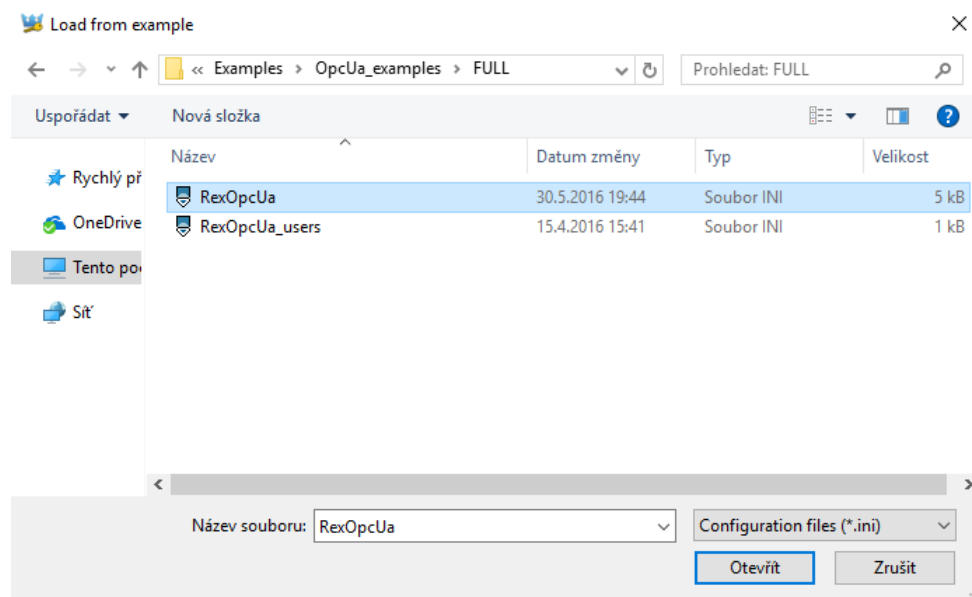 Load from example
« Examples > OpcUa_examples > FULL
Prohledat: FULL
Uspořádat Nová složka
Název Datum změny Typ Velikost
Rychlý př
OneDrive
Tento po
Síť
RexOpcUa 30.5.2016 19:44 Soubor INI 5 kB
RexOpcUa_users 15.4.2016 15:41 Soubor INI 1 kB
Název souboru: RexOpcUa Configuration files (*.ini)
Otevřít Zrušit